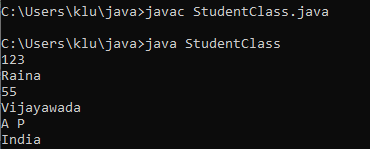 C:\Users\klu\java>javac StudentClass.java
C:\Users\klu\java>java StudentClass
123
Raina
55
Vijayawada
A P
India